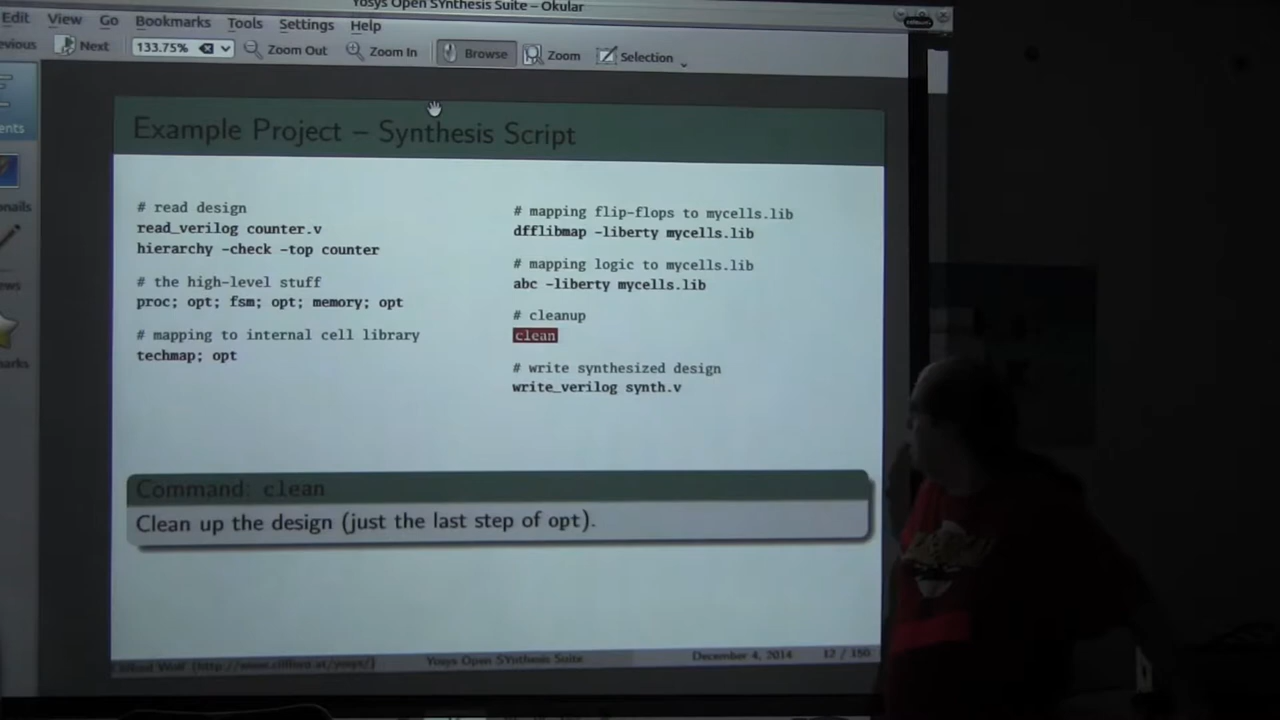 Yosys Open SYnthesis Suite – Okular
Edit View Go Bookmarks Tools Settings Help
Next 133.75% Zoom Out Zoom In Browse Zoom Selection
Example Project – Synthesis Script
# read design
read_verilog counter.v
hierarchy -check -top counter
# the high-level stuff
proc; opt; fsm; opt; memory; opt
# mapping to internal cell library
techmap; opt
# mapping flip-flops to mycells.lib
dfflibmap -liberty mycells.lib
# mapping logic to mycells.lib
abc -liberty mycells.lib
# cleanup
clean
# write synthesized design
write_verilog synth.v
Command: clean
Clean up the design (just the last step of opt).
Yosys Open SYnthesis Suite December 4, 2014 12 / 150